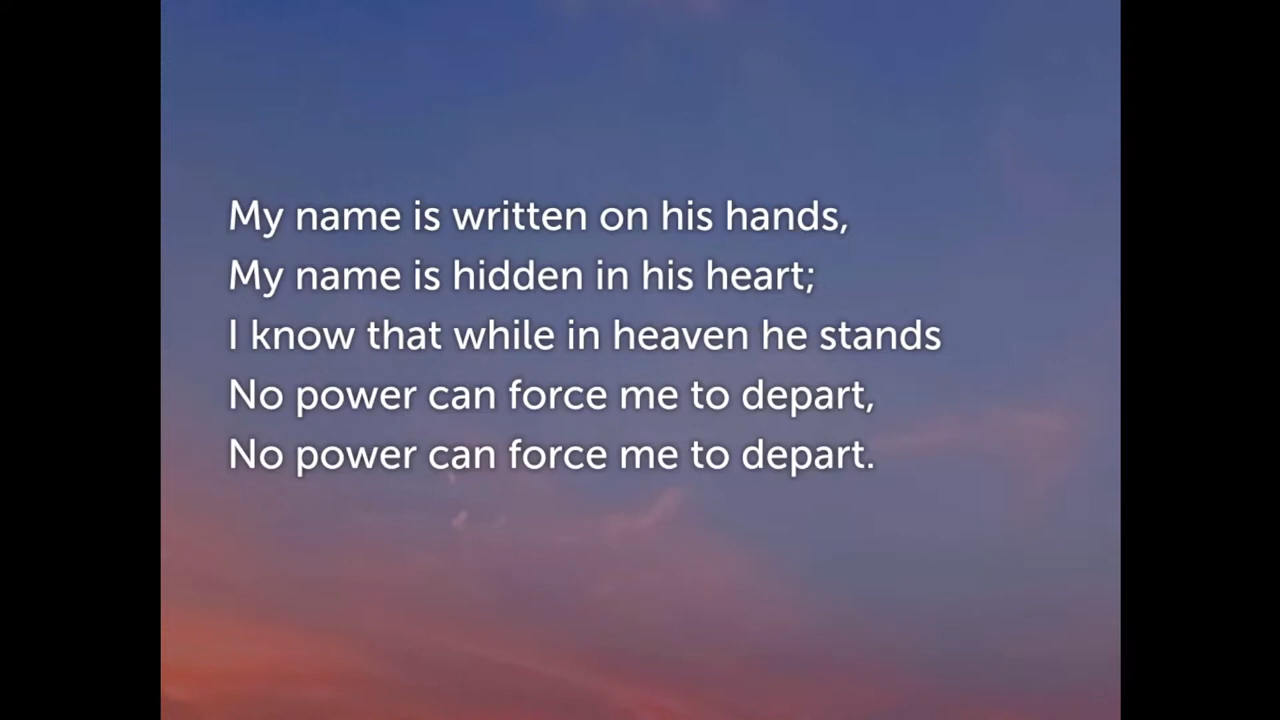 My name is written on his hands,
My name is hidden in his heart;
I know that while in heaven he stands
No power can force me to depart,
No power can force me to depart.